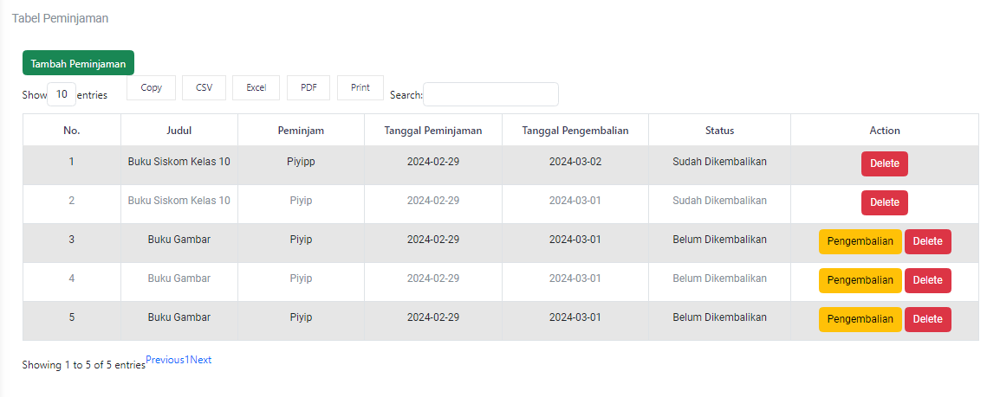 Tabel Peminjaman
Tambah Peminjaman
Show 10 entries Copy CSV Excel PDF Print Search:
No. Judul Peminjam Tanggal Peminjaman Tanggal Pengembalian Status Action
1 Buku Siskom Kelas 10 Piyipp 2024-02-29 2024-03-02 Sudah Dikembalikan Delete
2 Buku Siskom Kelas 10 Piyip 2024-02-29 2024-03-01 Sudah Dikembalikan Delete
3 Buku Gambar Piyip 2024-02-29 2024-03-01 Belum Dikembalikan Pengembalian Delete
4 Buku Gambar Piyip 2024-02-29 2024-03-01 Belum Dikembalikan Pengembalian Delete
5 Buku Gambar Piyip 2024-02-29 2024-03-01 Belum Dikembalikan Pengembalian Delete
Showing 1 to 5 of 5 entries Previous1Next